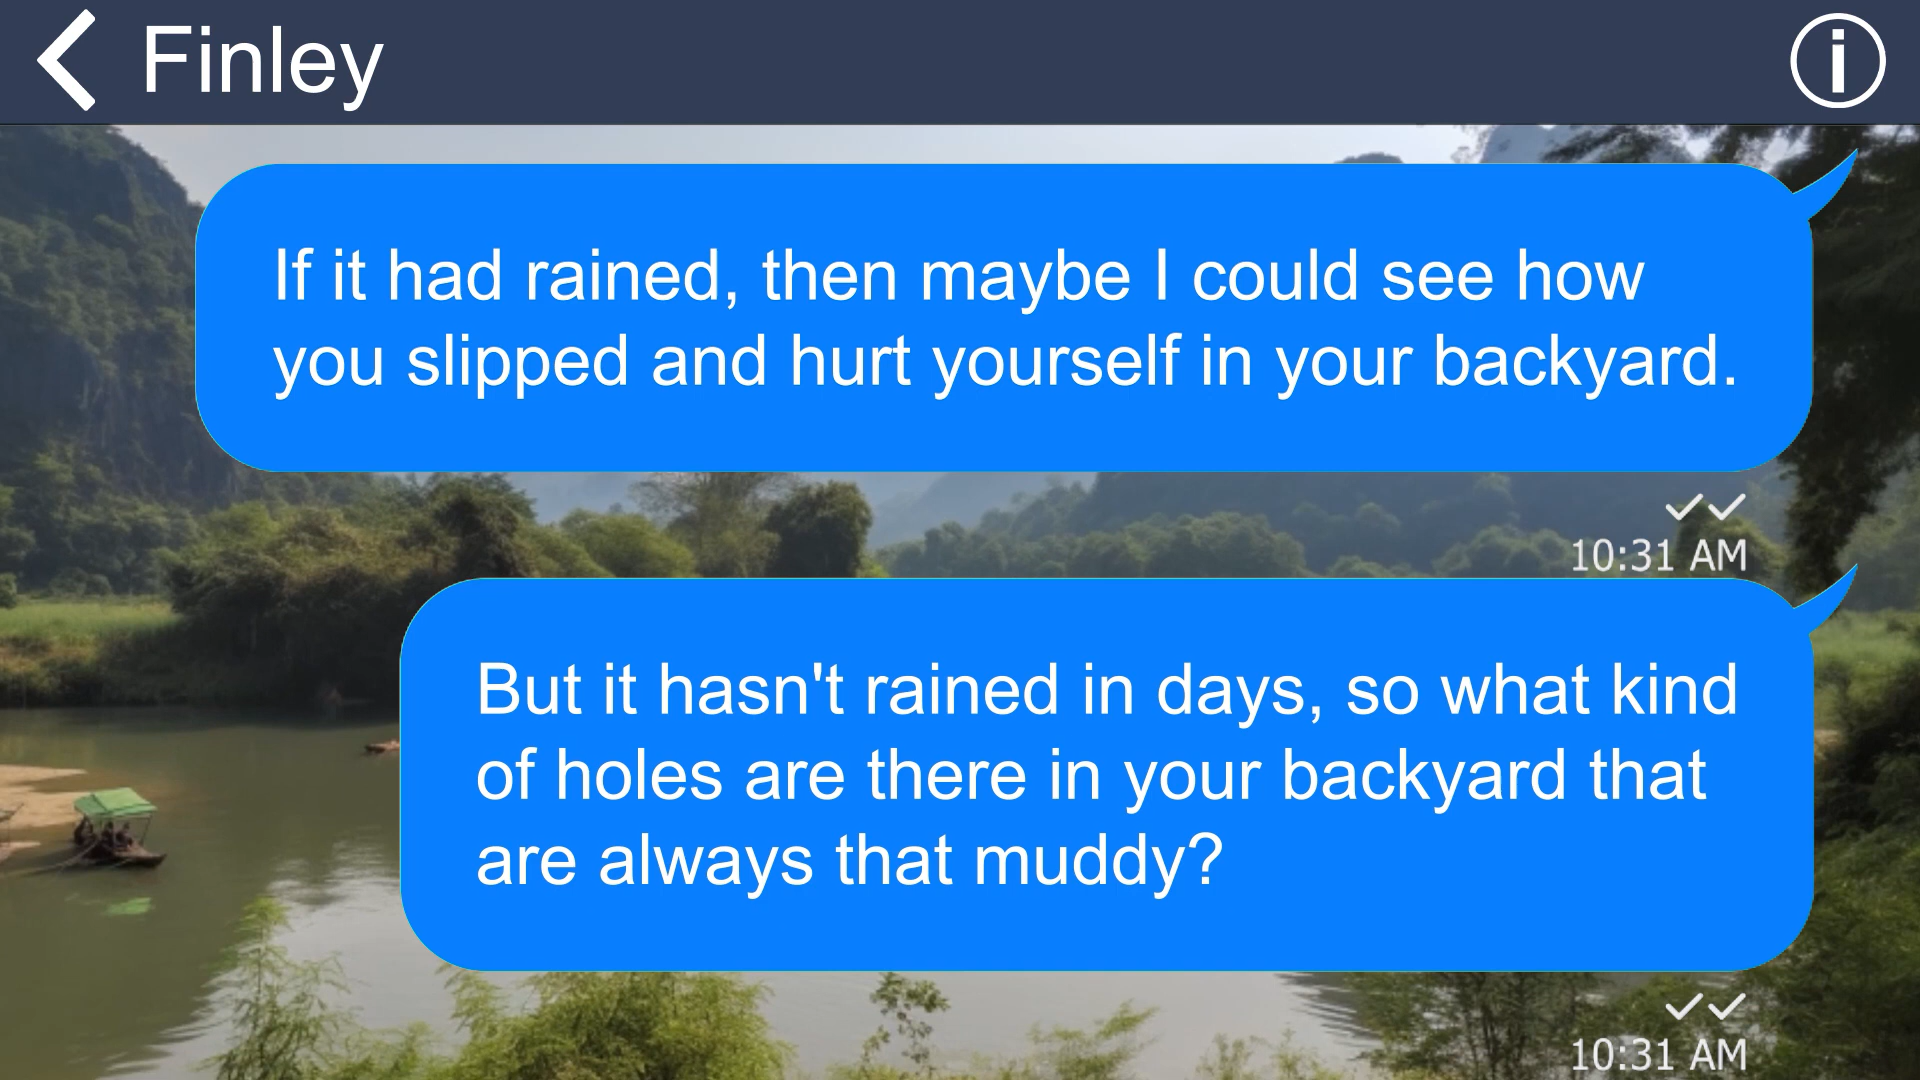 Finley
If it had rained, then maybe I could see how
you slipped and hurt yourself in your backyard.
10:31 AM
But it hasn't rained in days, so what kind
of holes are there in your backyard that
are always that muddy?
10:31 AM